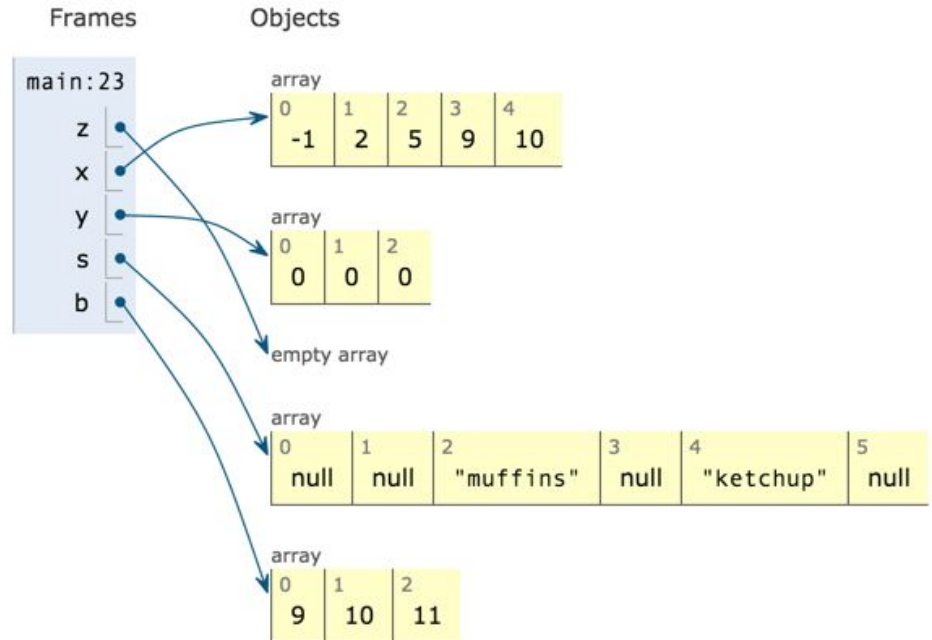 Frames Objects
main:23
z
x
y
s
b
array
0 1 2 3 4
-1 2 5 9 10
array
0 1 2
0 0 0
empty array
array
0 1 2 3 4 5
null null "muffins" null "ketchup" null
array
0 1 2
9 10 11